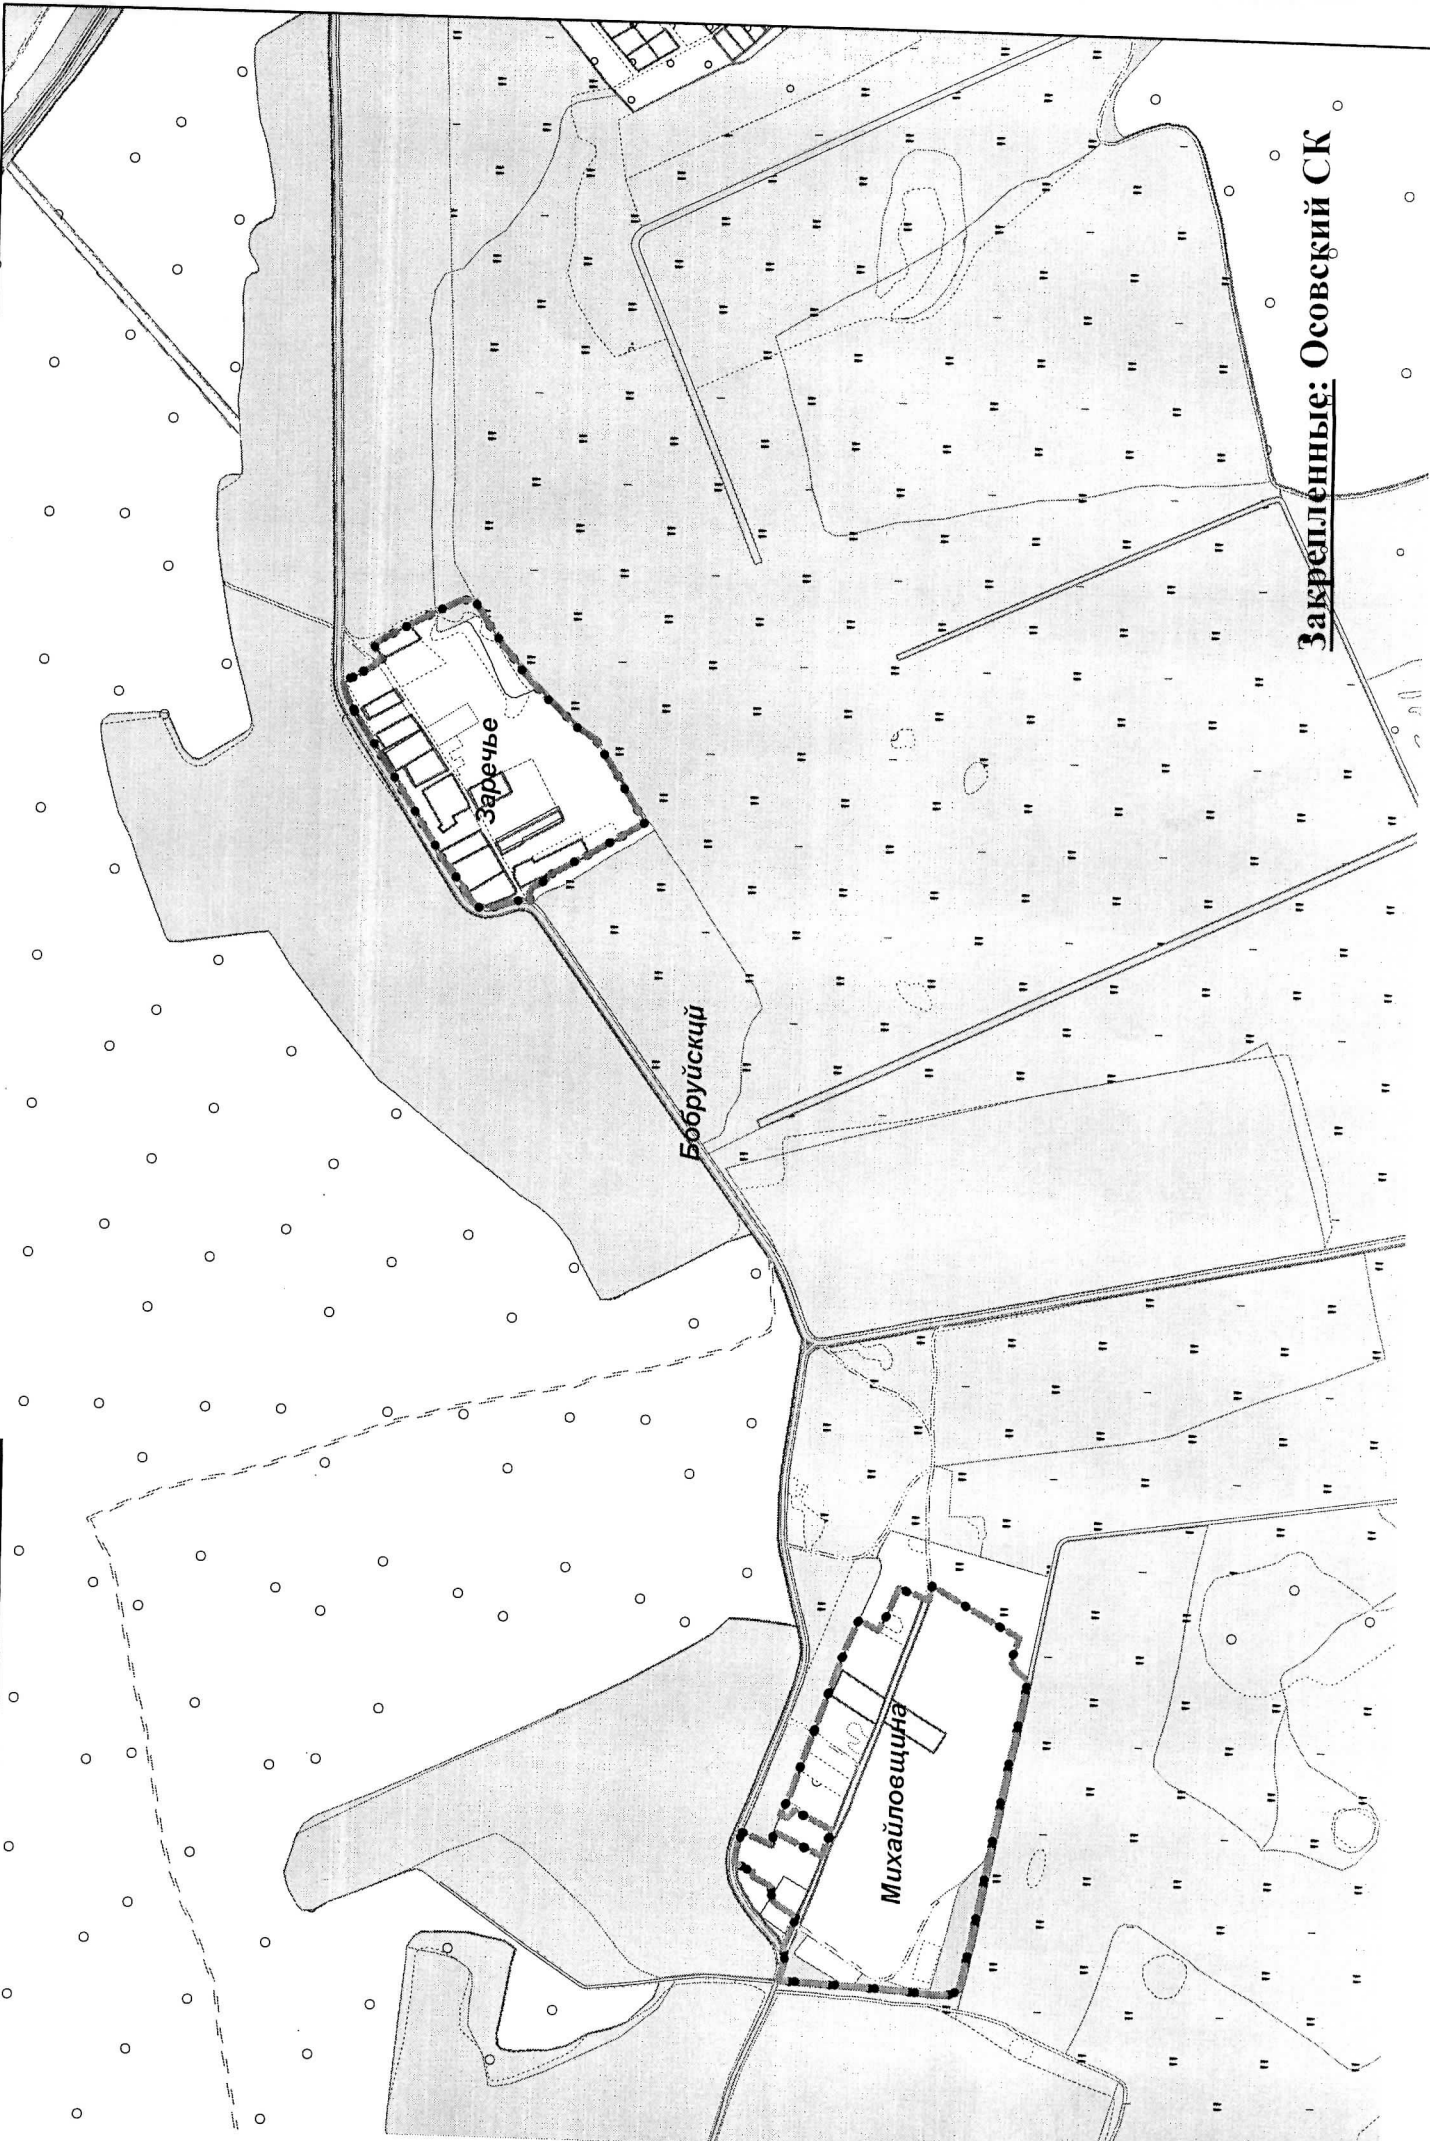 Закрепленные: Осовский СК
Заречье
Бобруйский
Михайловщина